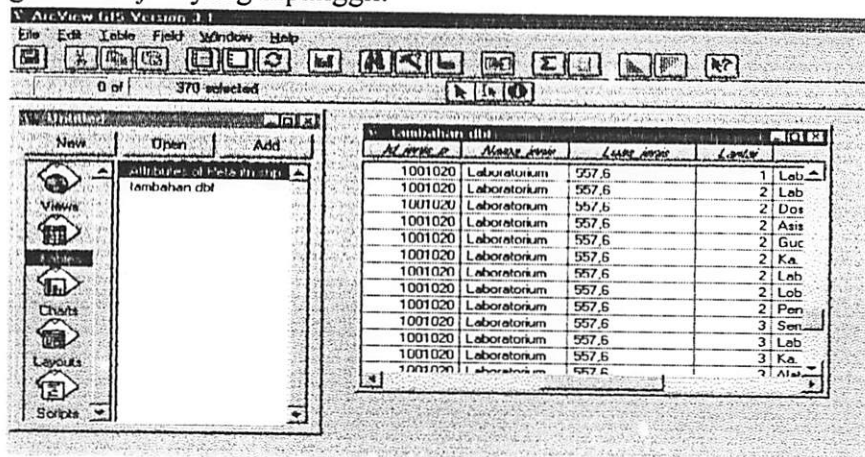 ArcView GIS Version 3.1
File Edit Table Field Window Help
0 of 370 selected
New Open Add
Views
Tables
Charts
Layouts
Scripts
Attributes of Peta itn shp
tambahan dbf
tambahan dbf
Lantai
1001020 Laboratorium 557,6 1 Lab
1001020 Laboratorium 557,6 2 Lab
1001020 Laboratorium 557,6 2 Dos
1001020 Laboratorium 557,6 2 Asis
1001020 Laboratorium 557,6 2 Guc
1001020 Laboratorium 557,6 2 Ka.
1001020 Laboratorium 557,6 2 Lab
1001020 Laboratorium 557,6 2 Lob
1001020 Laboratorium 557,6 2 Pen
1001020 Laboratorium 557,6 3 Sen
1001020 Laboratorium 557,6 3 Lab
1001020 Laboratorium 557,6 3 Ka.
1001020 Laboratorium 557,6 3